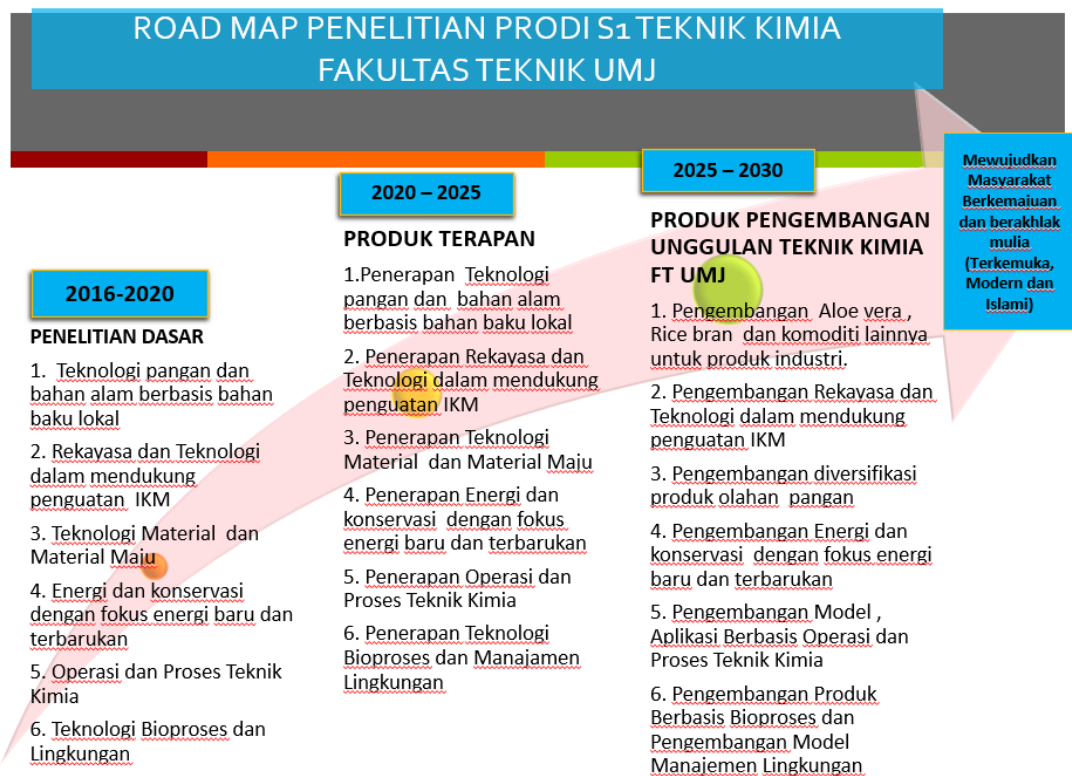 ROAD MAP PENELITIAN PRODI S1 TEKNIK KIMIA
FAKULTAS TEKNIK UMJ
2016-2020
PENELITIAN DASAR
1. Teknologi pangan dan
bahan alam berbasis bahan
baku lokal
2. Rekayasa dan Teknologi
dalam mendukung
penguatan IKM
3. Teknologi Material dan
Material Maju
4. Energi dan konservasi
dengan fokus energi baru dan
terbarukan
5. Operasi dan Proses Teknik
Kimia
6. Teknologi Bioproses dan
Lingkungan
2020 – 2025
PRODUK TERAPAN
1.Penerapan Teknologi
pangan dan bahan alam
berbasis bahan baku lokal
2. Penerapan Rekayasa dan
Teknologi dalam mendukung
penguatan IKM
3. Penerapan Teknologi
Material dan Material Maju
4. Penerapan Energi dan
konservasi dengan fokus
energi baru dan terbarukan
5. Penerapan Operasi dan
Proses Teknik Kimia
6. Penerapan Teknologi
Bioproses dan Manajamen
Lingkungan
2025 – 2030
PRODUK PENGEMBANGAN
UNGGULAN TEKNIK KIMIA
FT UMJ
1. Pengembangan Aloe vera ,
Rice bran dan komoditi lainnya
untuk produk industri.
2. Pengembangan Rekayasa dan
Teknologi dalam mendukung
penguatan IKM
3. Pengembangan diversifikasi
produk olahan pangan
4. Pengembangan Energi dan
konservasi dengan fokus energi
baru dan terbarukan
5. Pengembangan Model ,
Aplikasi Berbasis Operasi dan
Proses Teknik Kimia
6. Pengembangan Produk
Berbasis Bioproses dan
Pengembangan Model
Manajemen Lingkungan
Mewujudkan
Masyarakat
Berkemajuan
dan berakhlak
mulia
(Terkemuka,
Modern dan
Islami)